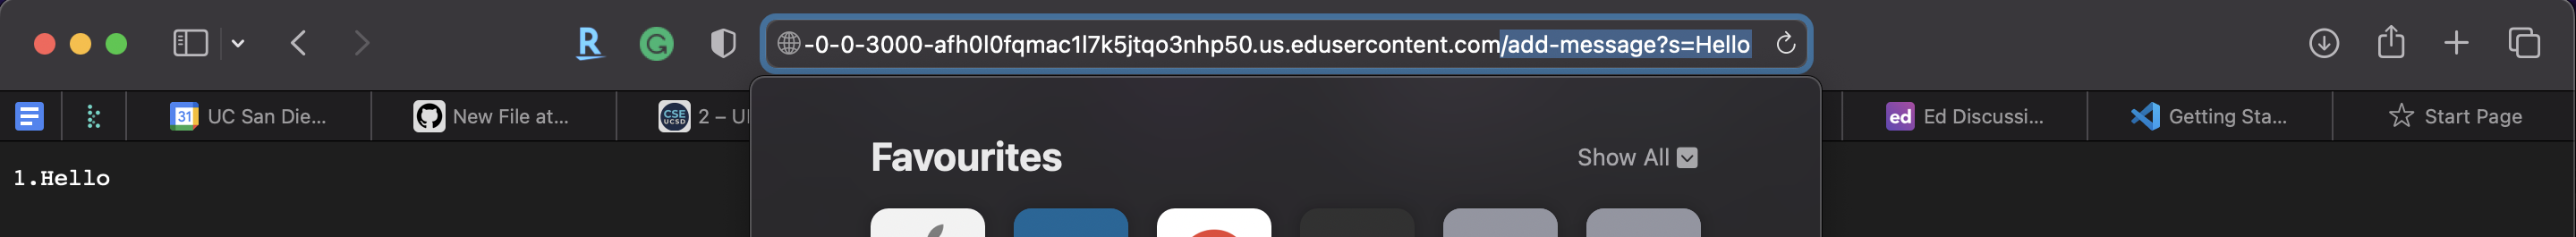 -0-0-3000-afh0l0fqmac1l7k5jtqo3nhp50.us.edusercontent.com/add-message?s=Hello
31 UC San Die... New File at... CSE UCSD 2 – UI ed Ed Discussi... Getting Sta... Start Page
Favourites Show All
1.Hello